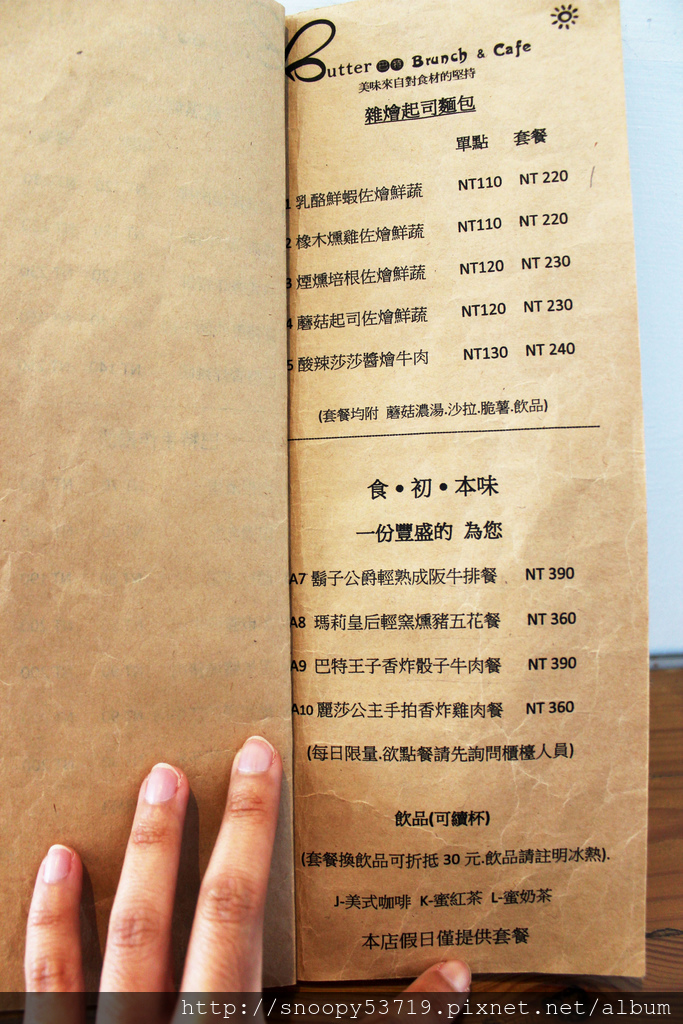 Butter 巴特 Brunch & Cafe
美味來自對食材的堅持
雜燴起司麵包
單點 套餐
1 乳酪鮮蝦佐燴鮮蔬 NT110 NT 220
2 橡木燻雞佐燴鮮蔬 NT110 NT 220
3 煙燻培根佐燴鮮蔬 NT120 NT 230
4 蘑菇起司佐燴鮮蔬 NT120 NT 230
5 酸辣莎莎醬燴牛肉 NT130 NT 240
(套餐均附 蘑菇濃湯.沙拉.脆薯.飲品)
食•初•本味
一份豐盛的 為您
A7 鬍子公爵輕熟成阪牛排餐 NT 390
A8 瑪莉皇后輕窯燻豬五花餐 NT 360
A9 巴特王子香炸骰子牛肉餐 NT 390
A10 麗莎公主手拍香炸雞肉餐 NT 360
(每日限量.欲點餐請先詢問櫃檯人員)
飲品(可續杯)
(套餐換飲品可折抵 30 元.飲品請註明冰熱).
J-美式咖啡 K-蜜紅茶 L-蜜奶茶
本店假日僅提供套餐
http://snoopy53719.pixnet.net/album